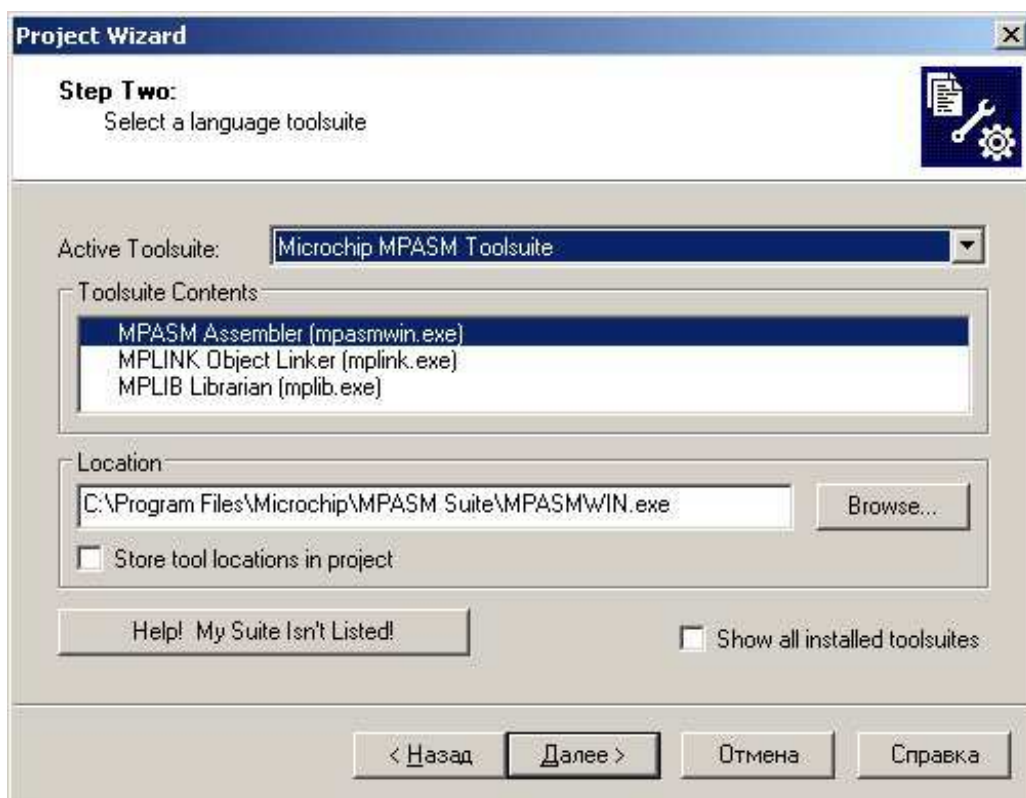 Project Wizard
Step Two:
Select a language toolsuite
Active Toolsuite: Microchip MPASM Toolsuite
Toolsuite Contents
MPASM Assembler (mpasmwin.exe)
MPLINK Object Linker (mplink.exe)
MPLIB Librarian (mplib.exe)
Location
C:\Program Files\Microchip\MPASM Suite\MPASMWIN.exe Browse...
Store tool locations in project
Help! My Suite Isn't Listed! Show all installed toolsuites
< Назад Далее > Отмена Справка